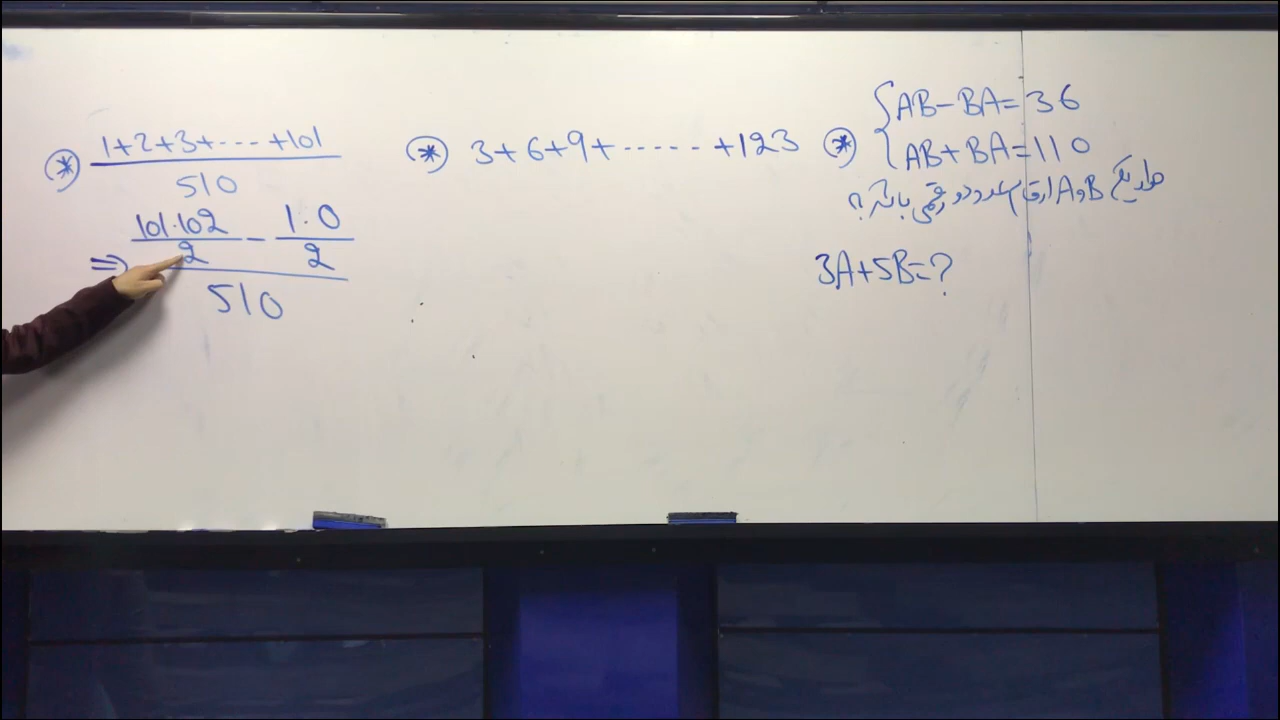 ⊛ 1+2+3+----+101
510
⇒ 101·102/2 - 1·0/2
510
⊛ 3+6+9+------+123
⊛ { AB-BA=36
AB+BA=110
A و B ارقام عدد دو رقمی باشد؟
3A+5B=?